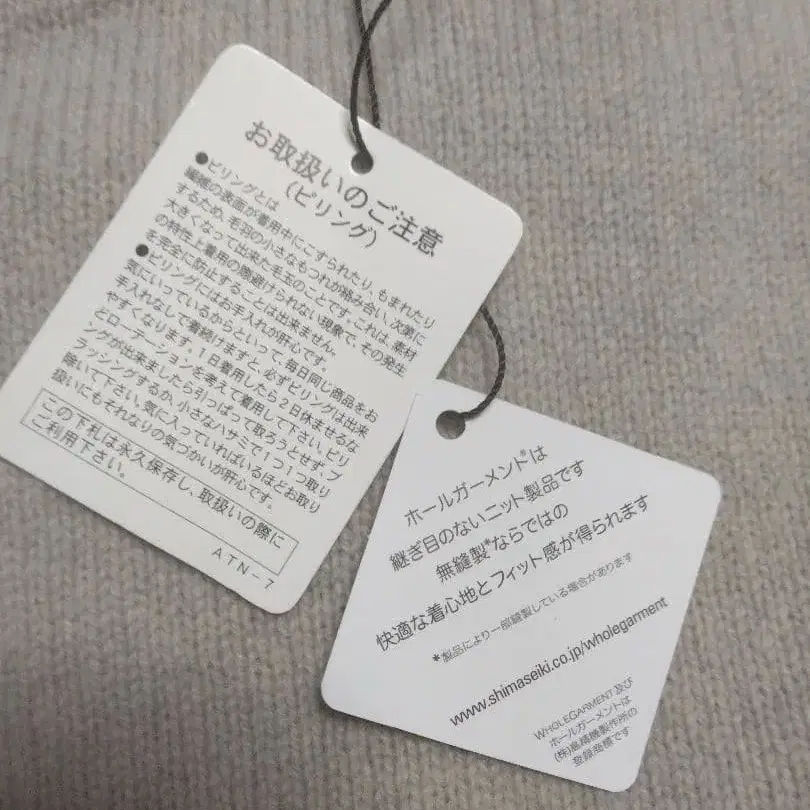 お取扱いのご注意
(ピリング)
●ピリングとは
繊維の表面が着用中にこすられたり、もまれたり
するため、毛羽の小さなもつれが絡み合い、次第に
大きくなって出来た毛玉のことです。これは、素材
の特性上着用の際避けられない現象で、その発生
を完全に防止することは出来ません。
●ピリングにはお手入れが肝心です。
気にいっているからといって、毎日同じ商品をお
手入れなしで着続けますと、必ずピリングは出来
やすくなります。1日着用したら2日休ませるな
どローテーションを考えて着用して下さい。ピリ
ングが出来ましたら引っぱって取ろうとせず、ブ
ラッシングするか、小さなハサミで1つ1つ取り
除いて下さい。気に入っていればいるほどお取り
扱いにもそれなりの気づかいが肝心です。
この下札は永久保存し、取扱いの際に
ご利用下さい。
ATN-7
ホールガーメント®は
継ぎ目のないニット製品です
無縫製*ならではの
快適な着心地とフィット感が得られます
*製品により一部縫製している場合があります
www.shimaseiki.co.jp/wholegarment
WHOLEGARMENT 及び
ホールガーメントは
(株)島精機製作所の
登録商標です